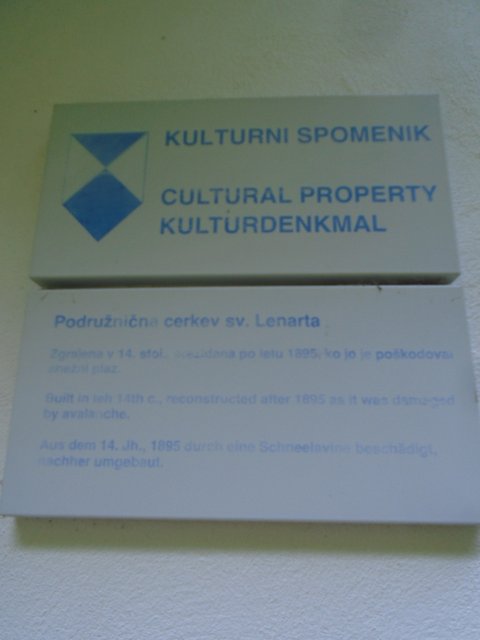 KULTURNI SPOMENIK
CULTURAL PROPERTY
KULTURDENKMAL
Podružnična cerkev sv. Lenarta
Zgrajena v 14. stol., prezidana po letu 1895, ko jo je poškodoval
snežni plaz.
Built in teh 14th c., reconstructed after 1895 as it was damaged
by avalanche.
Aus dem 14. Jh., 1895 durch eine Schneelavine beschädigt,
nachher umgebaut.